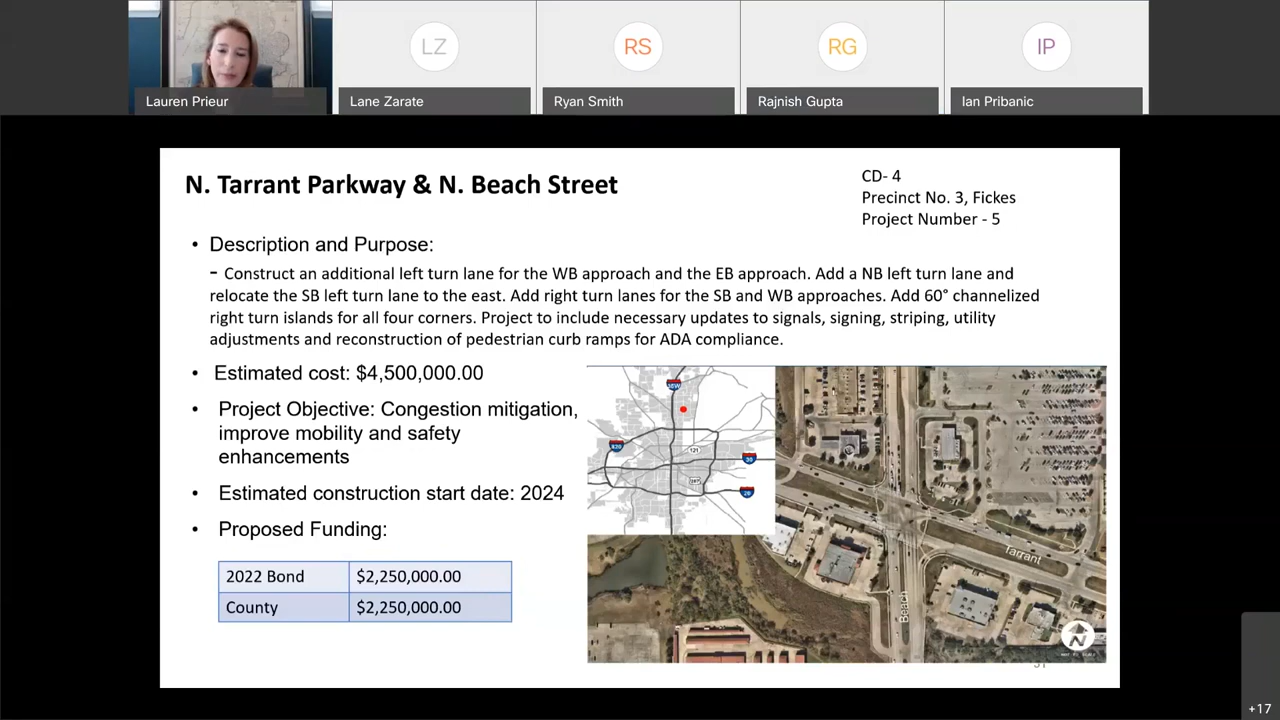 LZ
RS
RG
IP
Lauren Prieur
Lane Zarate
Ryan Smith
Rajnish Gupta
Ian Pribanic
N. Tarrant Parkway & N. Beach Street
CD- 4
Precinct No. 3, Fickes
Project Number - 5
• Description and Purpose:
- Construct an additional left turn lane for the WB approach and the EB approach. Add a NB left turn lane and
relocate the SB left turn lane to the east. Add right turn lanes for the SB and WB approaches. Add 60° channelized
right turn islands for all four corners. Project to include necessary updates to signals, signing, striping, utility
adjustments and reconstruction of pedestrian curb ramps for ADA compliance.
• Estimated cost: $4,500,000.00
• Project Objective: Congestion mitigation,
improve mobility and safety
enhancements
• Estimated construction start date: 2024
• Proposed Funding:
2022 Bond $2,250,000.00
County $2,250,000.00
35W
820
121
30
287
20
Tarrant
Beach
N
+17